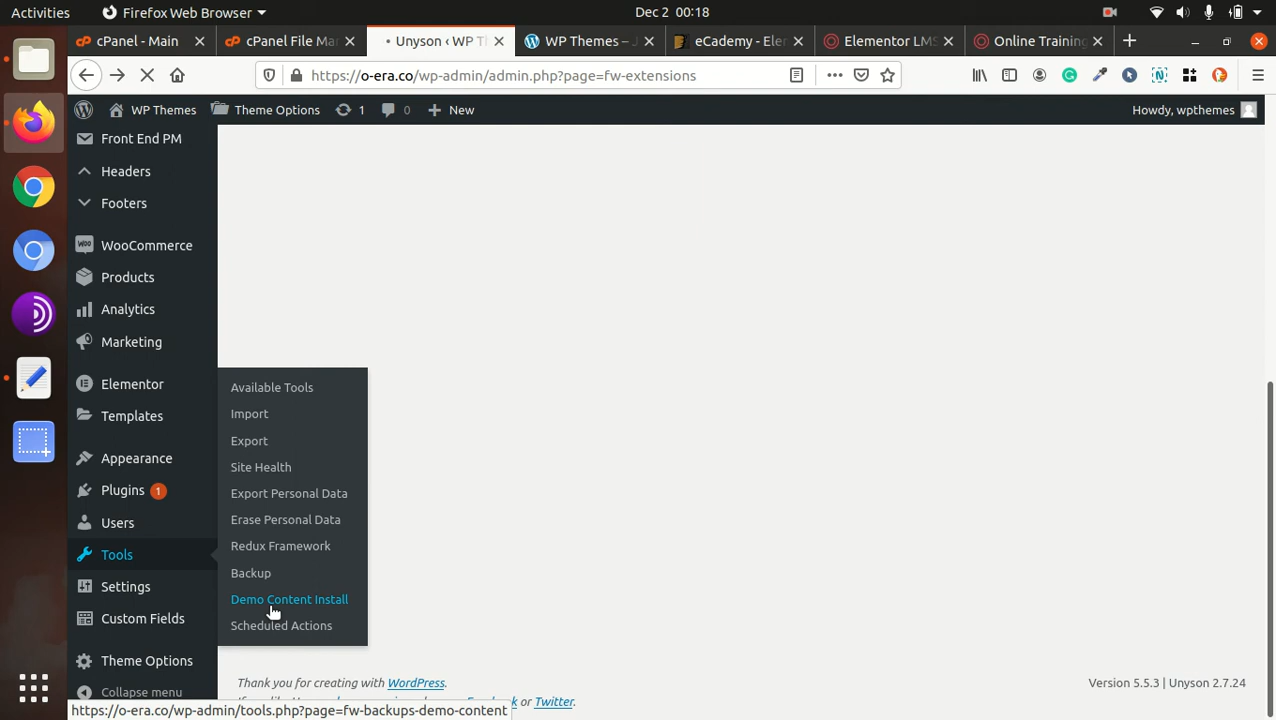 Activities
Firefox Web Browser
Dec 2 00:18
cPanel - Main
cPanel File Ma
Unyson ‹ WP T
WP Themes – J
eCademy - Eler
Elementor LMS
Online Training
https://o-era.co/wp-admin/admin.php?page=fw-extensions
WP Themes
Theme Options
1
0
New
Howdy, wpthemes
Front End PM
Headers
Footers
WooCommerce
Products
Analytics
Marketing
Elementor
Templates
Appearance
Plugins 1
Users
Tools
Settings
Custom Fields
Theme Options
Collapse menu
Available Tools
Import
Export
Site Health
Export Personal Data
Erase Personal Data
Redux Framework
Backup
Demo Content Install
Scheduled Actions
Thank you for creating with WordPress.
or Twitter.
Version 5.5.3 | Unyson 2.7.24
https://o-era.co/wp-admin/tools.php?page=fw-backups-demo-content